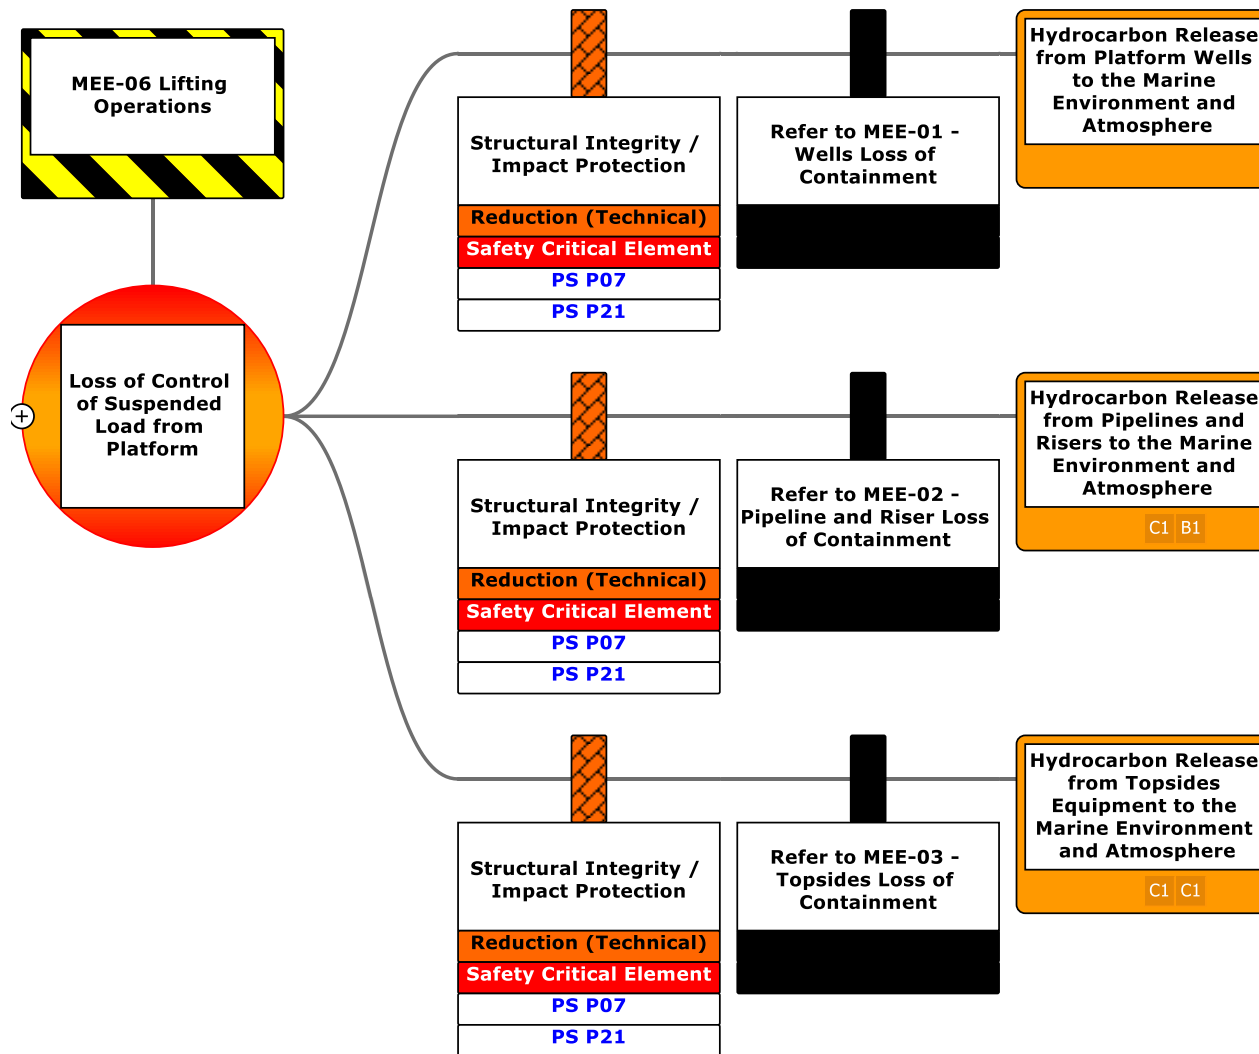 MEE-06 Lifting
Operations
Loss of Control
of Suspended
Load from
Platform
+
Structural Integrity /
Impact Protection
Reduction (Technical)
Safety Critical Element
PS P07
PS P21
Refer to MEE-01 -
Wells Loss of
Containment
Hydrocarbon Release
from Platform Wells
to the Marine
Environment and
Atmosphere
Structural Integrity /
Impact Protection
Reduction (Technical)
Safety Critical Element
PS P07
PS P21
Refer to MEE-02 -
Pipeline and Riser Loss
of Containment
Hydrocarbon Release
from Pipelines and
Risers to the Marine
Environment and
Atmosphere
C1 B1
Structural Integrity /
Impact Protection
Reduction (Technical)
Safety Critical Element
PS P07
PS P21
Refer to MEE-03 -
Topsides Loss of
Containment
Hydrocarbon Release
from Topsides
Equipment to the
Marine Environment
and Atmosphere
C1 C1